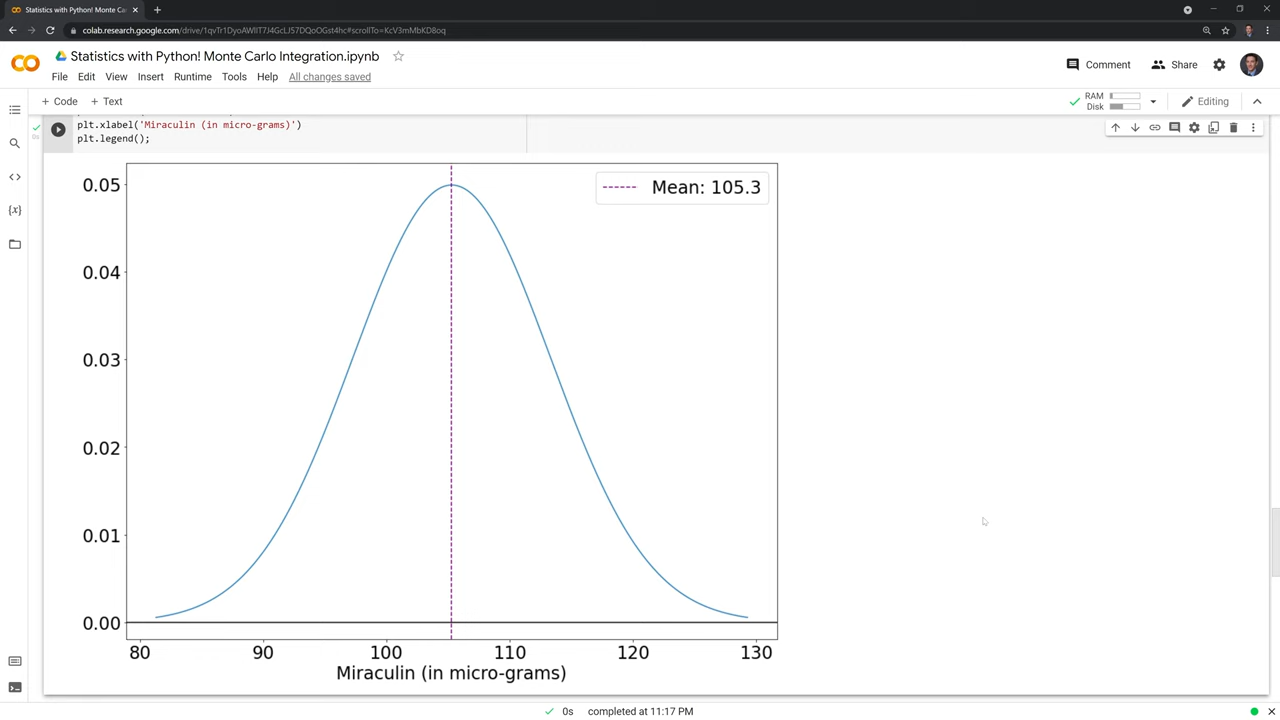 Statistics with Python! Monte Ca
colab.research.google.com/drive/1qvTr1DyoAWIIT7J4GcLJ57DQoOGst4hc#scrollTo=KcV3mMbKD8oq
Statistics with Python! Monte Carlo Integration.ipynb
File Edit View Insert Runtime Tools Help All changes saved
Comment Share
+ Code + Text
RAM
Disk
Editing
plt.xlabel('Miraculin (in micro-grams)')
plt.legend();
0s
Mean: 105.3
0.05
0.04
0.03
0.02
0.01
0.00
80 90 100 110 120 130
Miraculin (in micro-grams)
0s completed at 11:17 PM